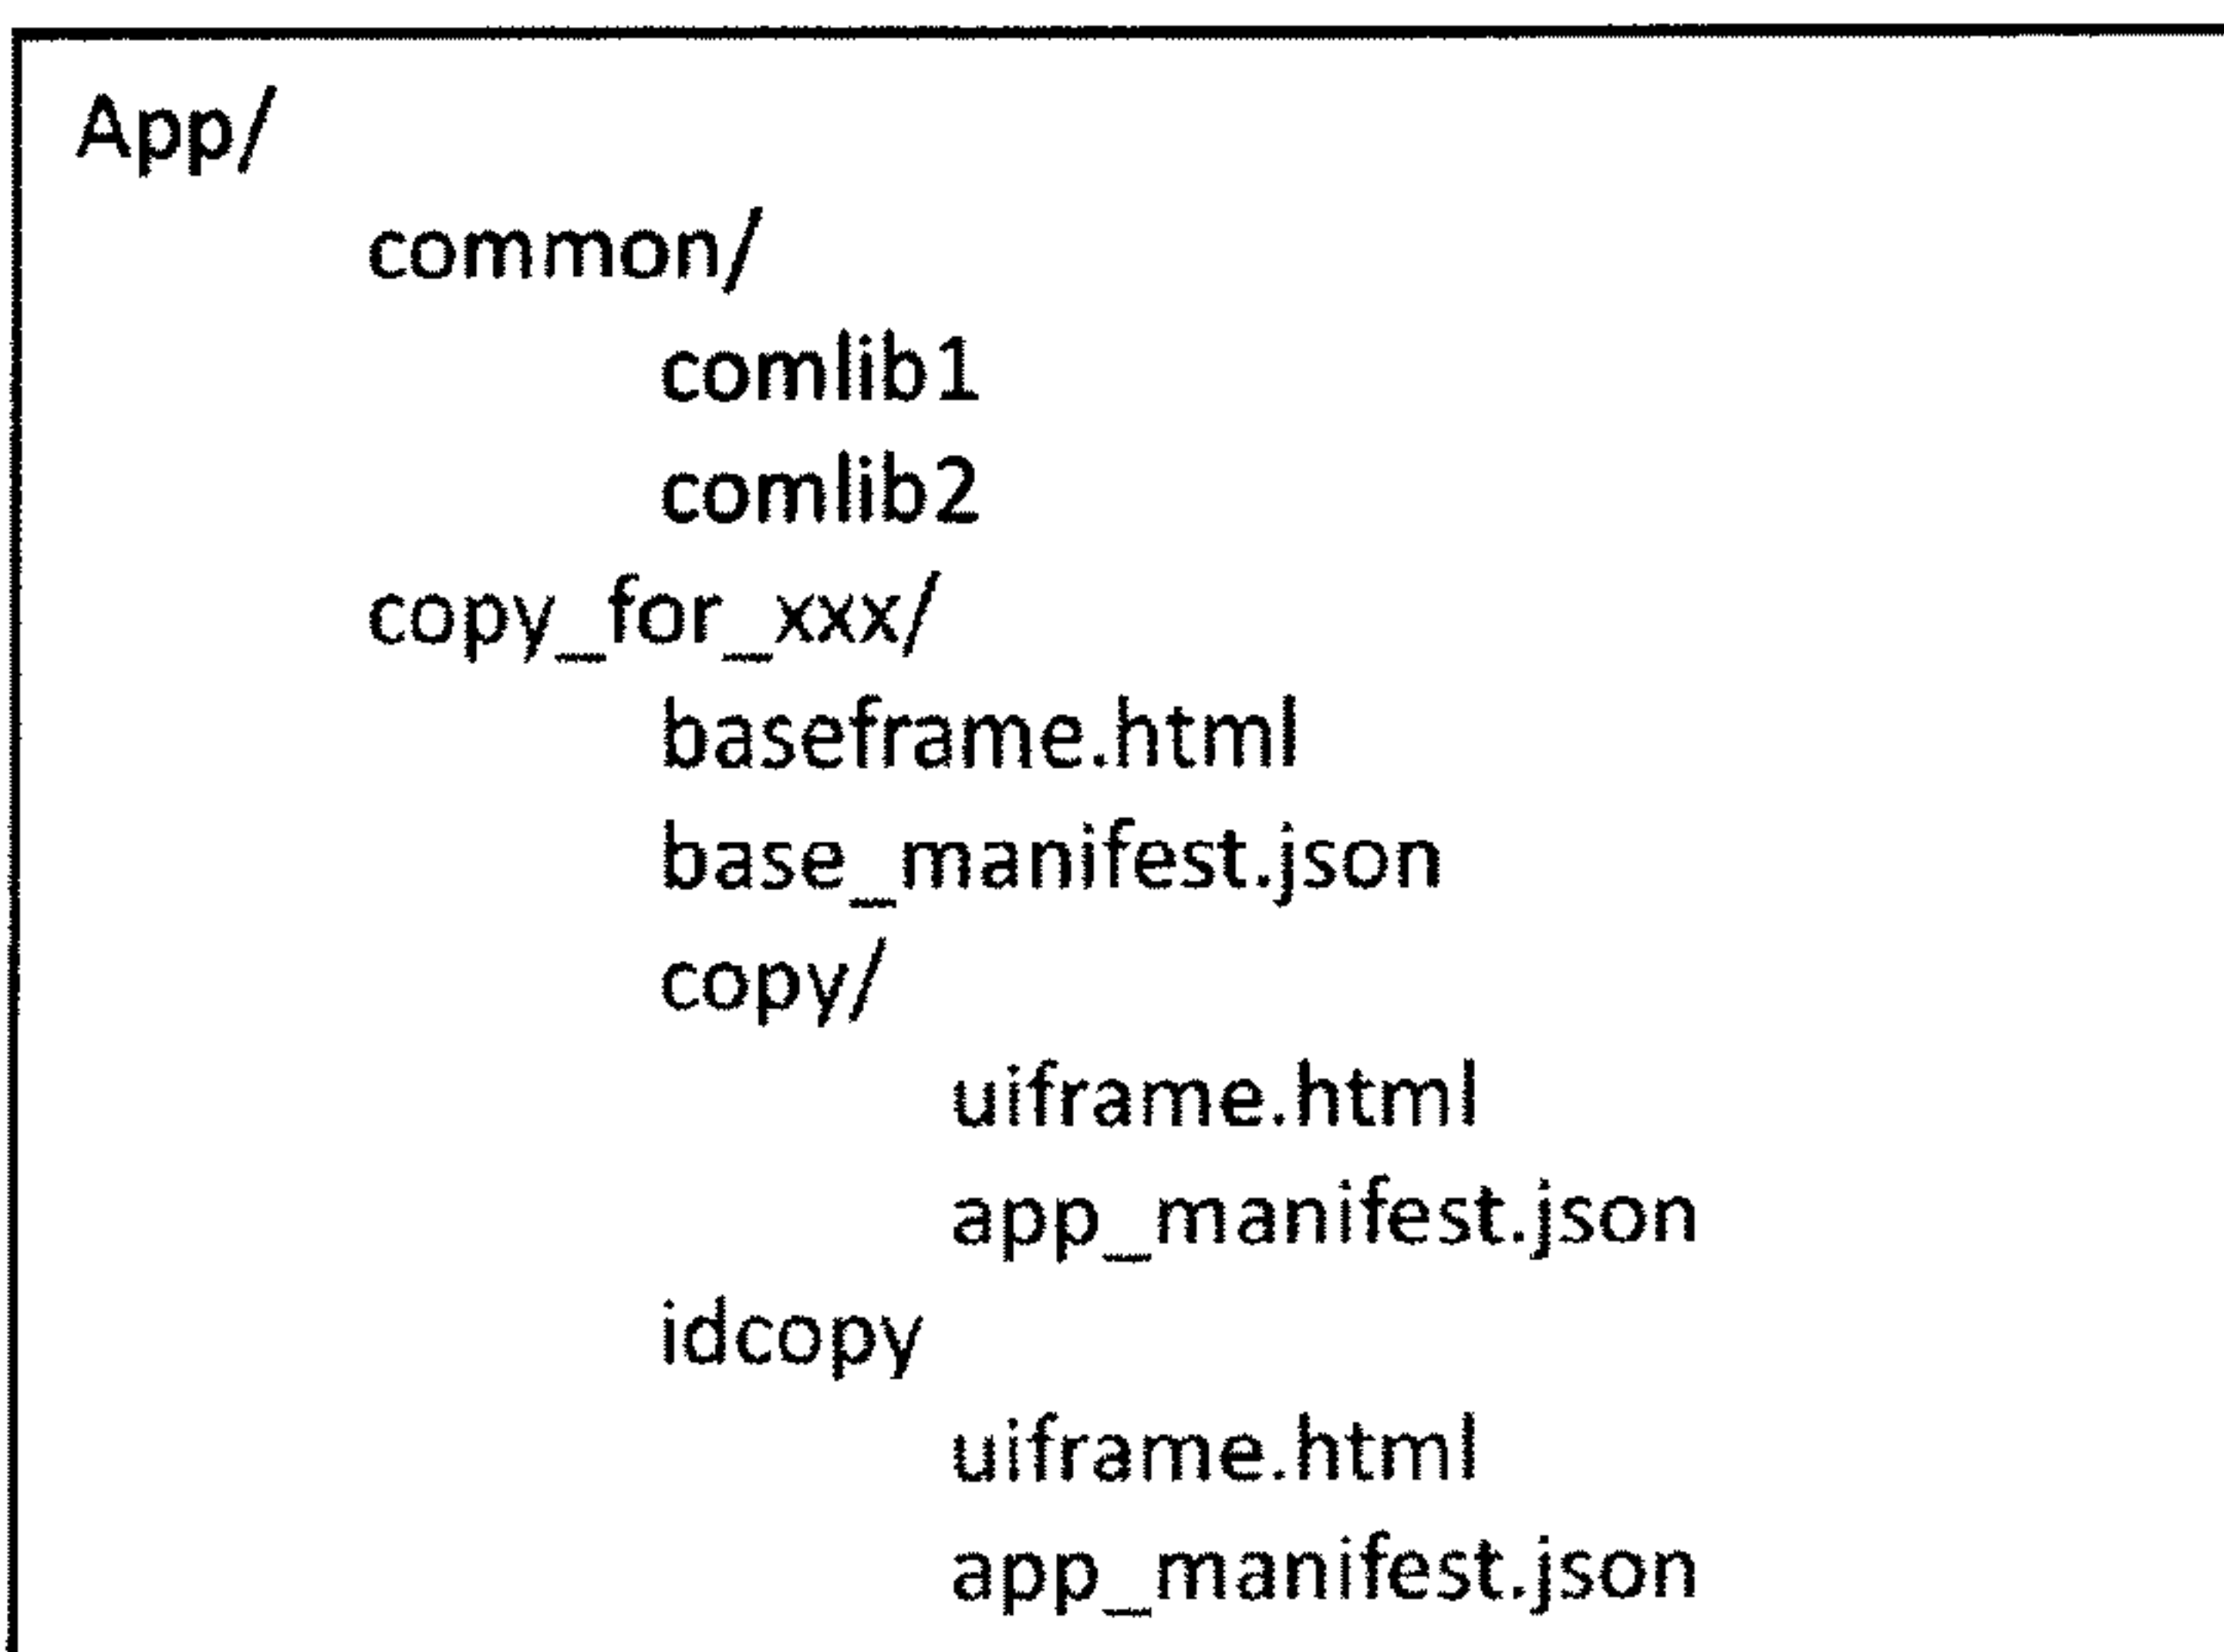 App/
common/
comlib1
comlib2
copy_for_xxx/
baseframe.html
base_manifest.json
copy/
uiframe.html
app_manifest.json
idcopy
uiframe.html
app_manifest.json